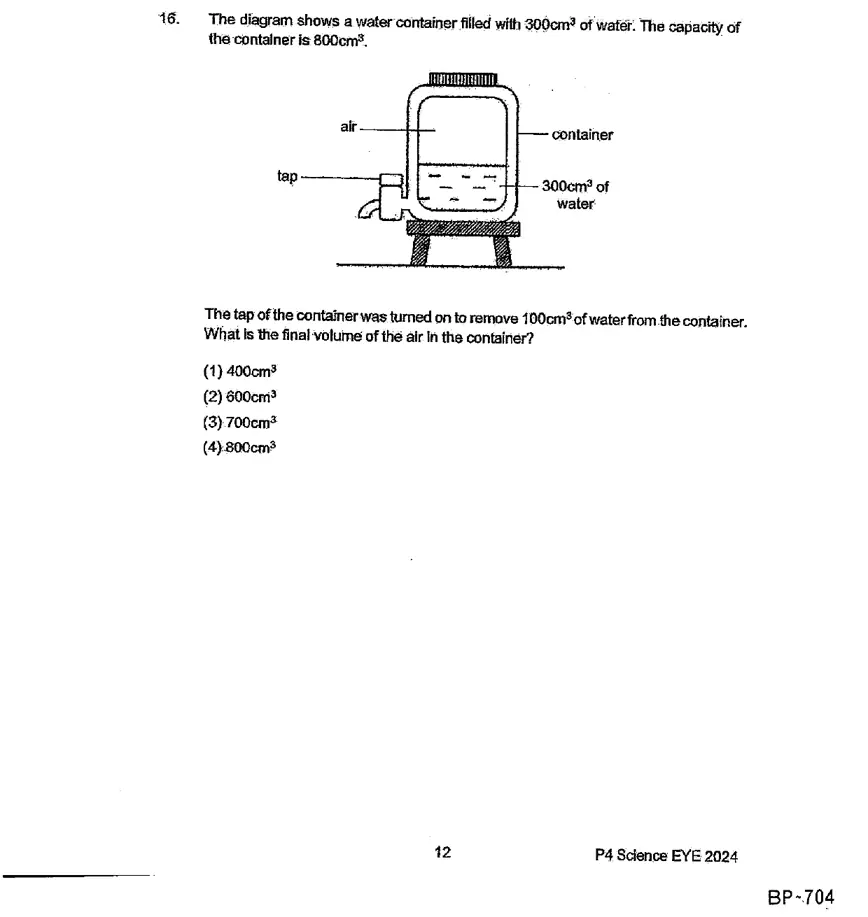 16. The diagram shows a water container filled with 300cm³ of water. The capacity of
the container is 800cm³.
air
container
tap
300cm³ of
water
The tap of the container was turned on to remove 100cm³ of water from the container.
What is the final volume of the air in the container?
(1) 400cm³
(2) 600cm³
(3) 700cm³
(4) 800cm³
12
P4 Science EYE 2024
BP-704